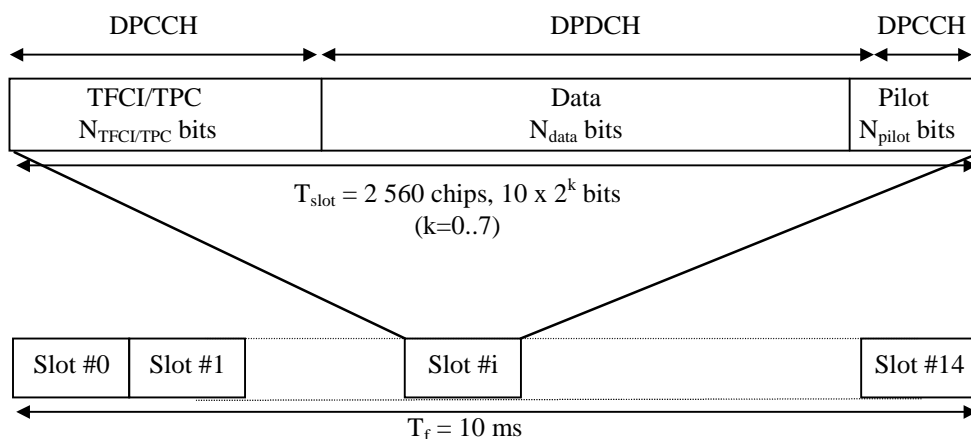 DPCCH DPDCH DPCCH
TFCI/TPC Data Pilot
N_TFCI/TPC bits N_data bits N_pilot bits
T_slot = 2 560 chips, 10 x 2^k bits
(k=0..7)
Slot #0 Slot #1 Slot #i Slot #14
T_f = 10 ms